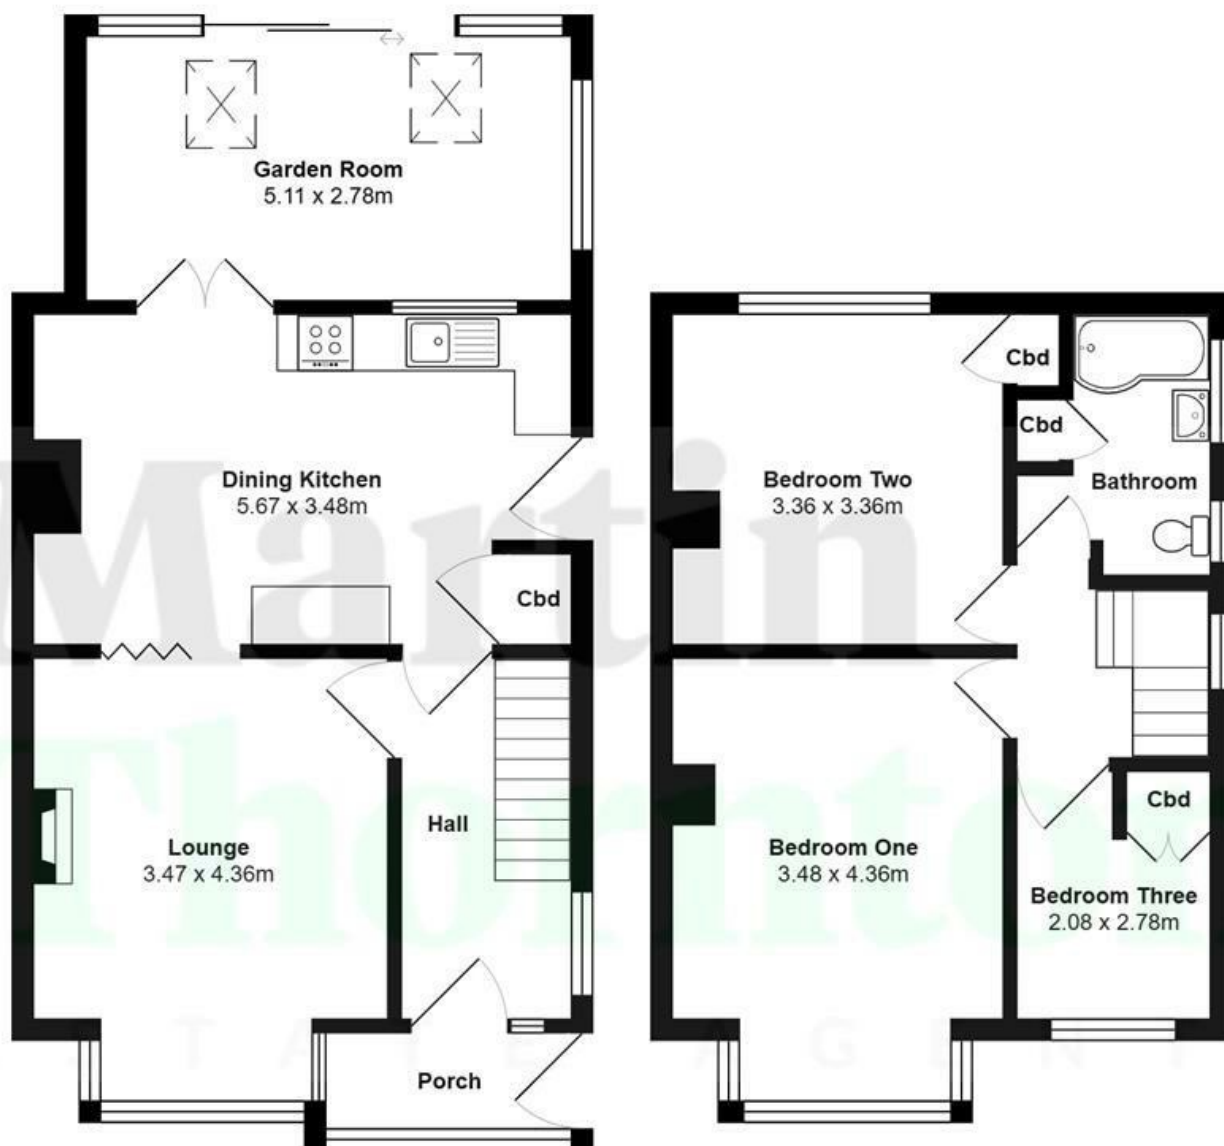 Garden Room
5.11 x 2.78m
Dining Kitchen
5.67 x 3.48m
Cbd
Hall
Lounge
3.47 x 4.36m
Porch
Cbd
Cbd
Bedroom Two
3.36 x 3.36m
Bathroom
Cbd
Bedroom One
3.48 x 4.36m
Bedroom Three
2.08 x 2.78m
Martin
Thornton